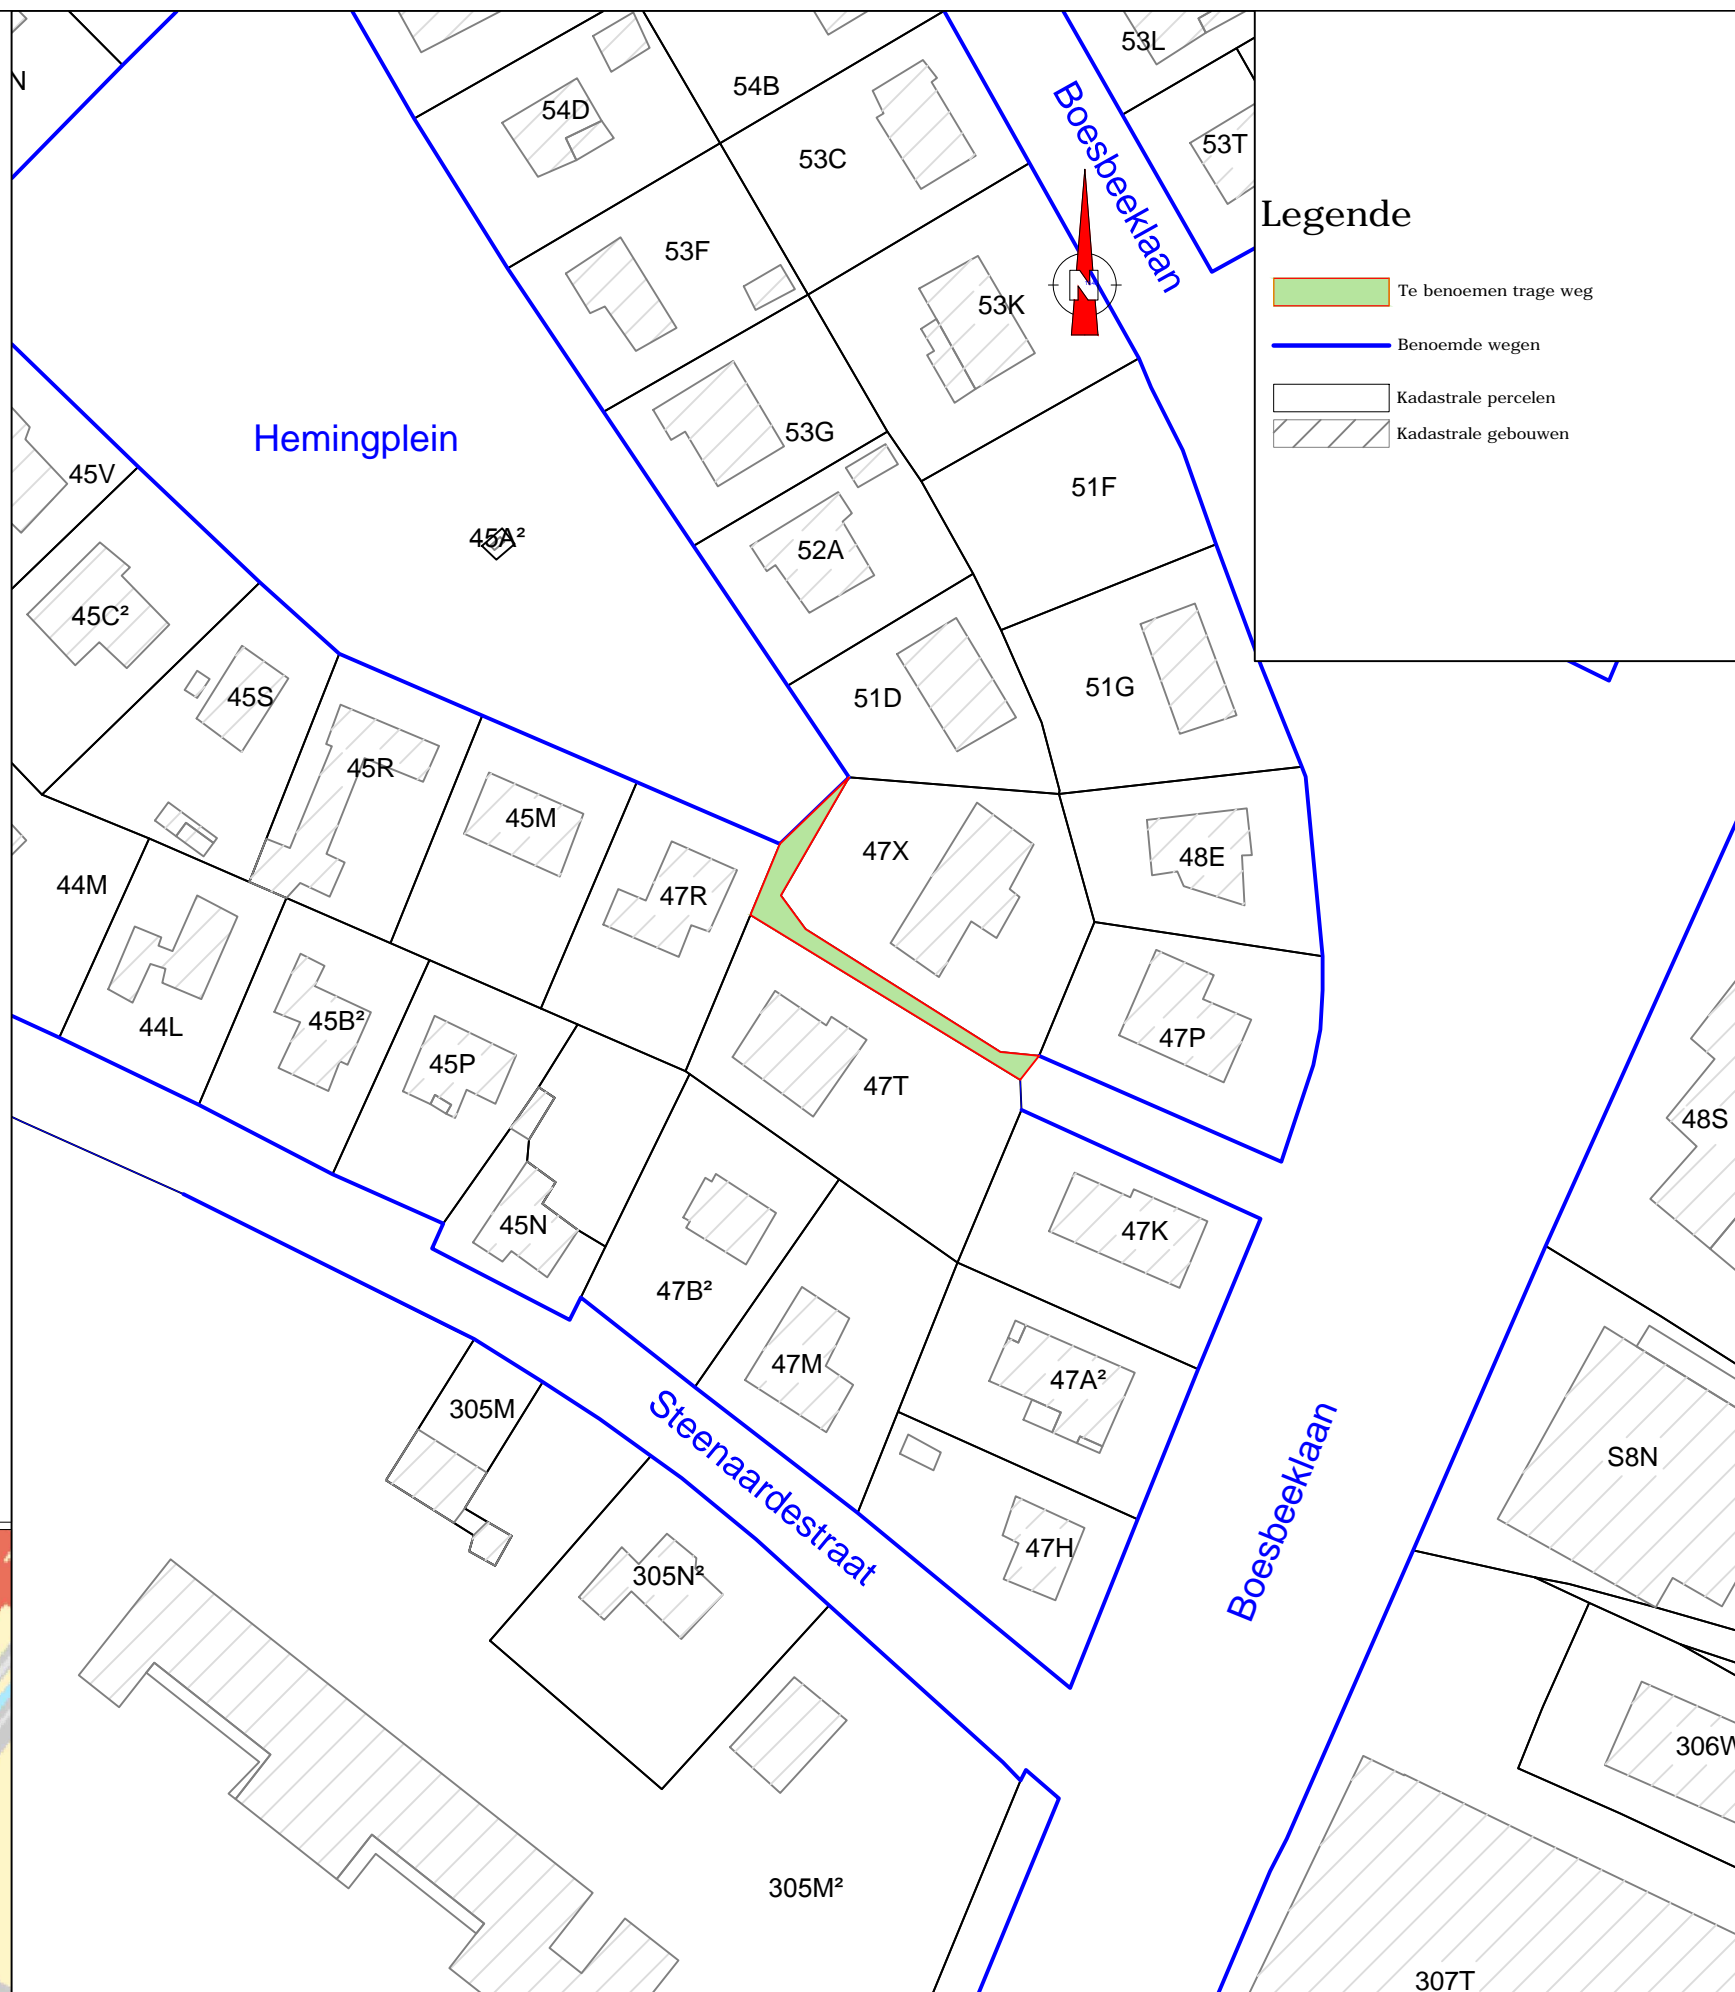 53L
N
54B
54D
Boesbeeklaan
53T
53C
Legende
53F
Te benoemen trage weg
53K
N
Benoemde wegen
Kadastrale percelen
53G
Kadastrale gebouwen
Hemingplein
45V
51F
45A²
52A
45C²
51G
45S
51D
45R
45M
47X
48E
44M
47R
44L
45B²
47P
45P
47T
48S
45N
47K
47B²
47M
47A²
305M
Steenaardestraat
Boesbeeklaan
S8N
47H
305N²
306W
305M²
307T